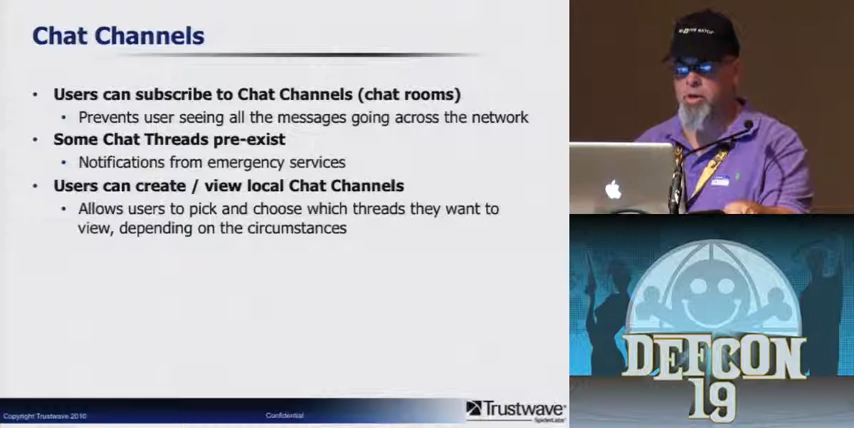 Chat Channels
• Users can subscribe to Chat Channels (chat rooms)
• Prevents user seeing all the messages going across the network
• Some Chat Threads pre-exist
• Notifications from emergency services
• Users can create / view local Chat Channels
• Allows users to pick and choose which threads they want to
view, depending on the circumstances
Copyright Trustwave 2010
Confidential
Trustwave®
SpiderLabs®
DEFCON
19